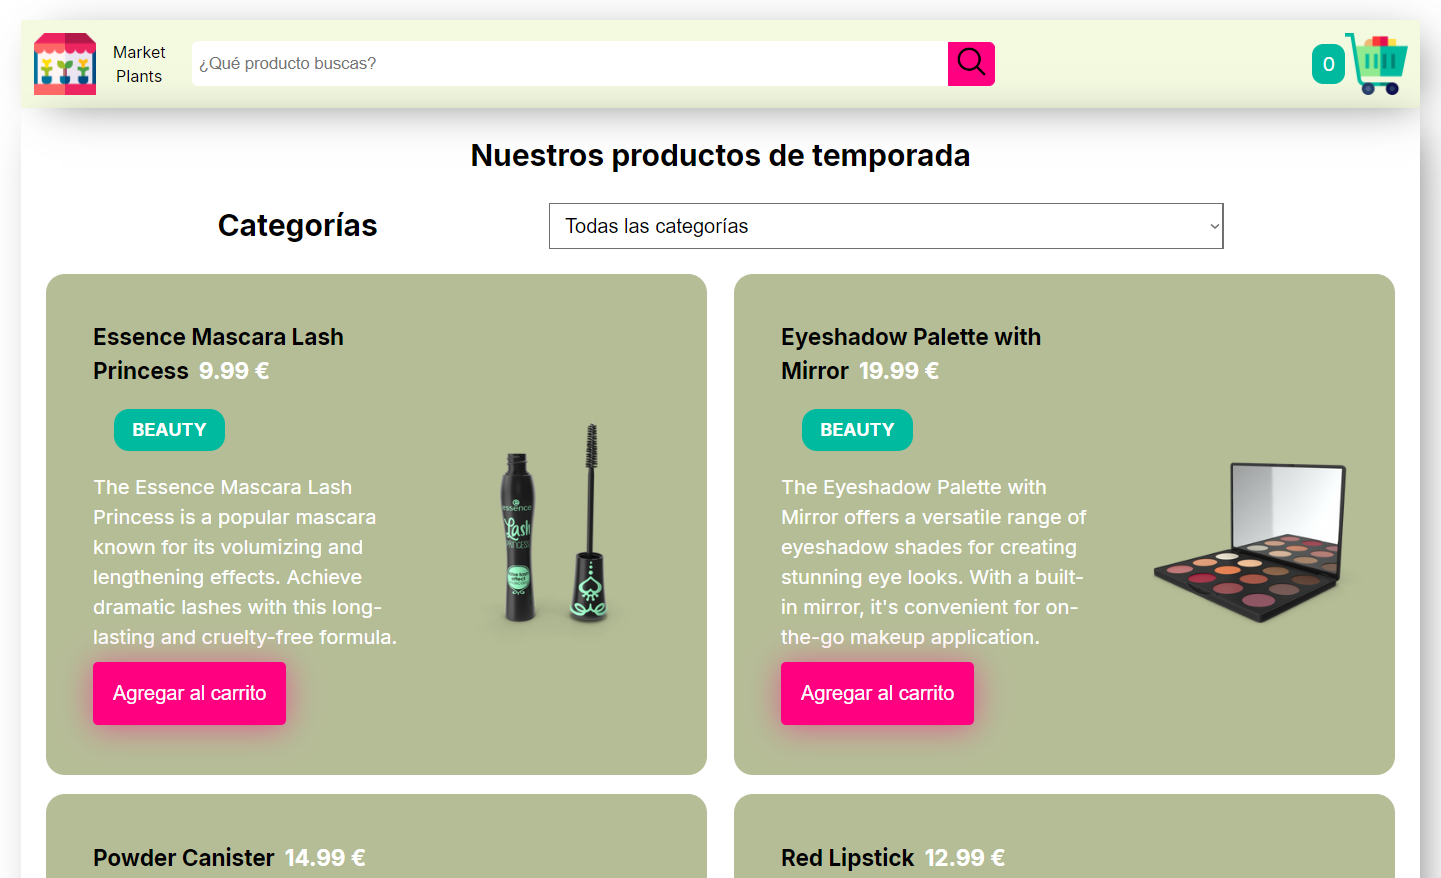 Market
Plants
¿Qué producto buscas?
0
Nuestros productos de temporada
Categorías
Todas las categorías
Essence Mascara Lash
Princess 9.99 €
BEAUTY
The Essence Mascara Lash
Princess is a popular mascara
known for its volumizing and
lengthening effects. Achieve
dramatic lashes with this long-
lasting and cruelty-free formula.
Agregar al carrito
essence
Lash
PRINCESS
Eyeshadow Palette with
Mirror 19.99 €
BEAUTY
The Eyeshadow Palette with
Mirror offers a versatile range of
eyeshadow shades for creating
stunning eye looks. With a built-
in mirror, it's convenient for on-
the-go makeup application.
Agregar al carrito
Powder Canister 14.99 €
Red Lipstick 12.99 €